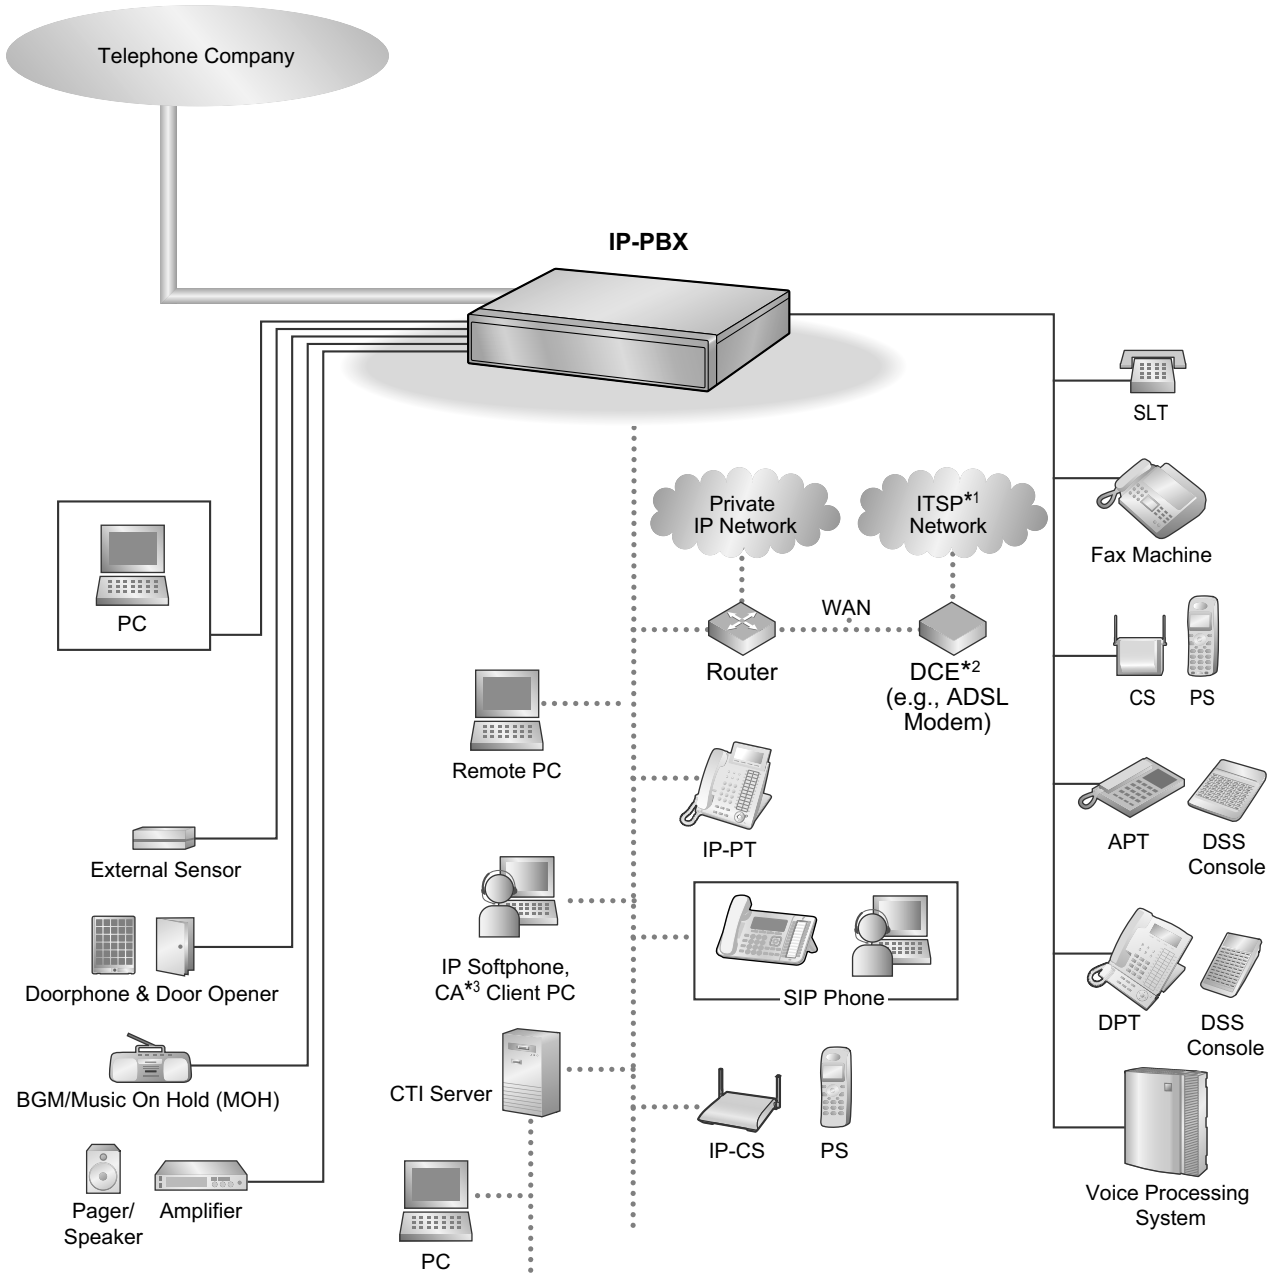 Telephone Company
IP-PBX
SLT
Private
IP Network
ITSP*1
Network
Fax Machine
PC
WAN
Router
DCE*2
(e.g., ADSL
Modem)
CS
PS
Remote PC
IP-PT
APT
DSS
Console
External Sensor
IP Softphone,
CA*3 Client PC
SIP Phone
Doorphone & Door Opener
DPT
DSS
Console
BGM/Music On Hold (MOH)
CTI Server
IP-CS
PS
Pager/
Speaker
Amplifier
PC
Voice Processing
System